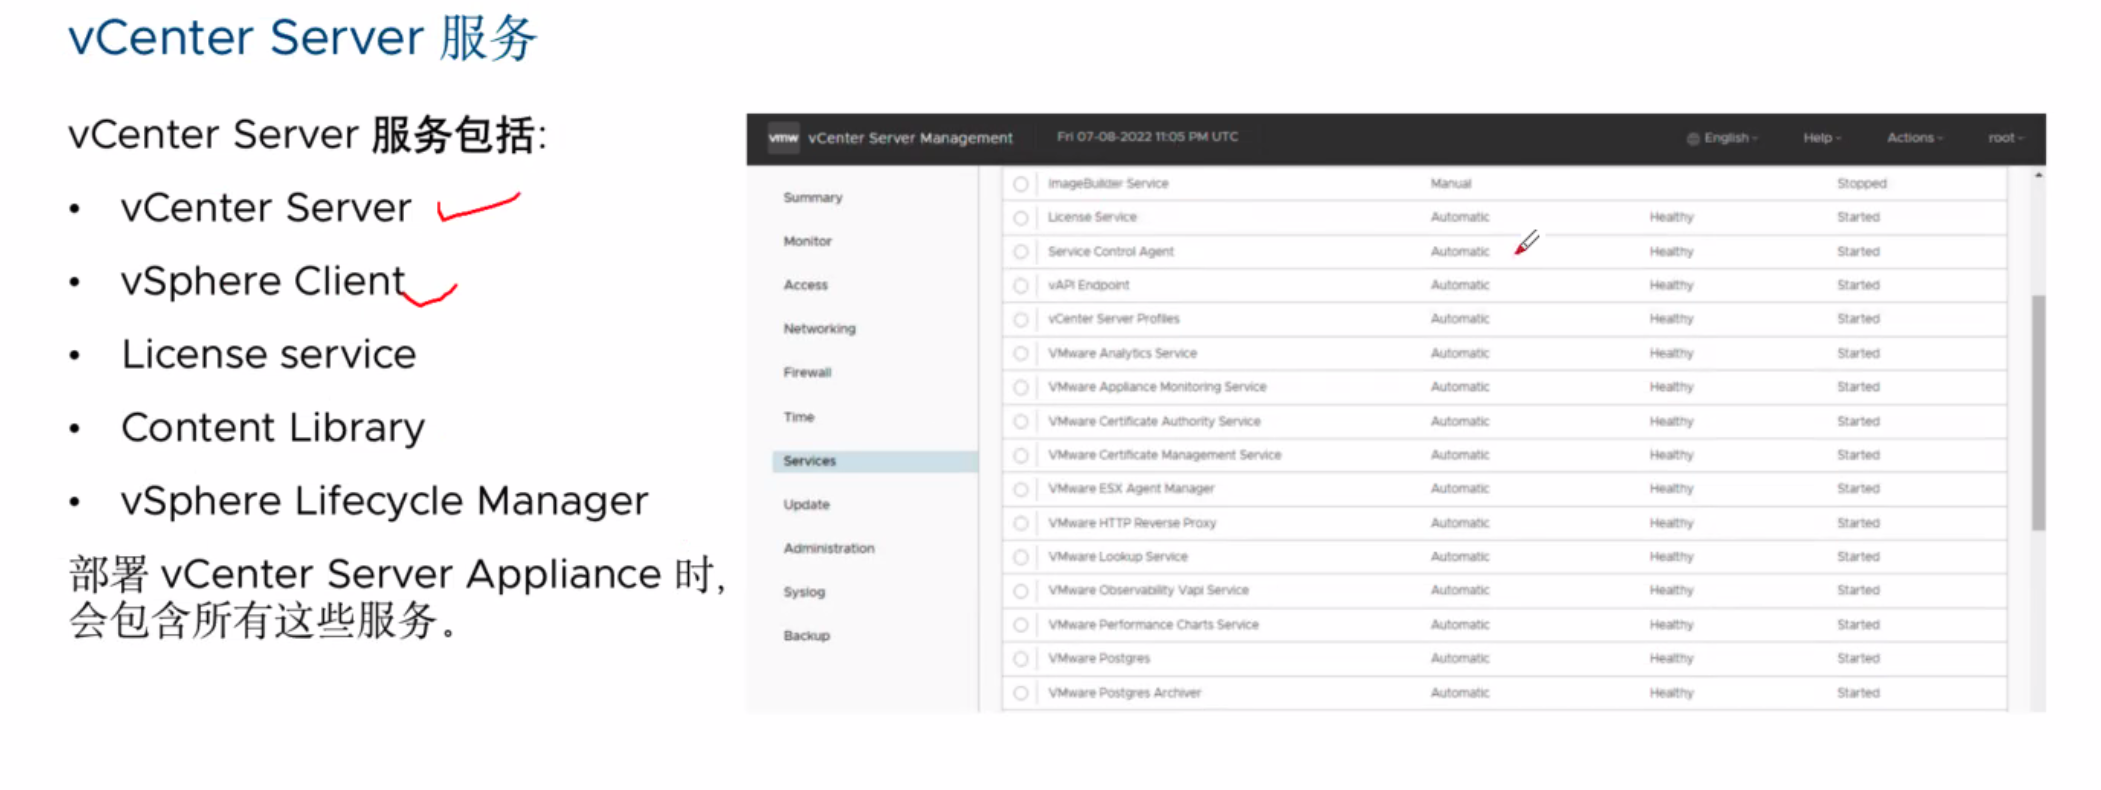 vCenter Server 服务
vCenter Server 服务包括:
• vCenter Server
• vSphere Client
• License service
• Content Library
• vSphere Lifecycle Manager
部署 vCenter Server Appliance 时,
会包含所有这些服务。
vmw vCenter Server Management Fri 07-08-2022 11:05 PM UTC English Help Actions root
Summary
Monitor
Access
Networking
Firewall
Time
Services
Update
Administration
Syslog
Backup
ImageBuilder Service Manual Stopped
License Service Automatic Healthy Started
Service Control Agent Automatic Healthy Started
vAPI Endpoint Automatic Healthy Started
vCenter Server Profiles Automatic Healthy Started
VMware Analytics Service Automatic Healthy Started
VMware Appliance Monitoring Service Automatic Healthy Started
VMware Certificate Authority Service Automatic Healthy Started
VMware Certificate Management Service Automatic Healthy Started
VMware ESX Agent Manager Automatic Healthy Started
VMware HTTP Reverse Proxy Automatic Healthy Started
VMware Lookup Service Automatic Healthy Started
VMware Observability Vapi Service Automatic Healthy Started
VMware Performance Charts Service Automatic Healthy Started
VMware Postgres Automatic Healthy Started
VMware Postgres Archiver Automatic Healthy Started